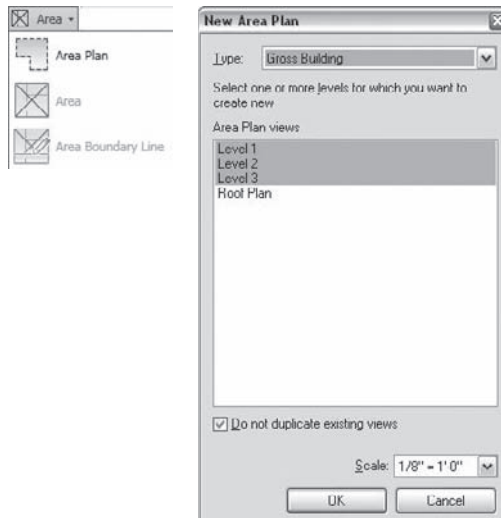 Area
Area Plan
Area
Area Boundary Line
New Area Plan
Type: Gross Building
Select one or more levels for which you want to
create new
Area Plan views
Level 1
Level 2
Level 3
Roof Plan
Do not duplicate existing views
Scale: 1/8" = 1'0"
OK
Cancel